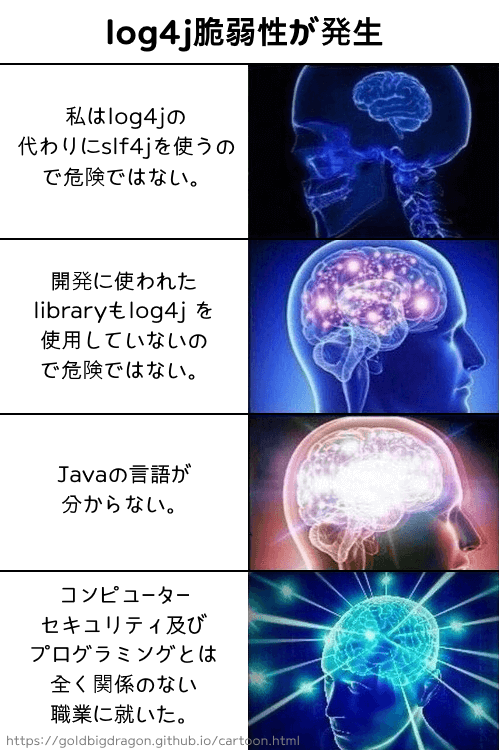 log4j脆弱性が発生
私はlog4jの
代わりにslf4jを使うの
で危険ではない。
開発に使われた
libraryもlog4j を
使用していないの
で危険ではない。
Javaの言語が
分からない。
コンピューター
セキュリティ及び
プログラミングとは
全く関係のない
職業に就いた。
https://goldbigdragon.github.io/cartoon.html